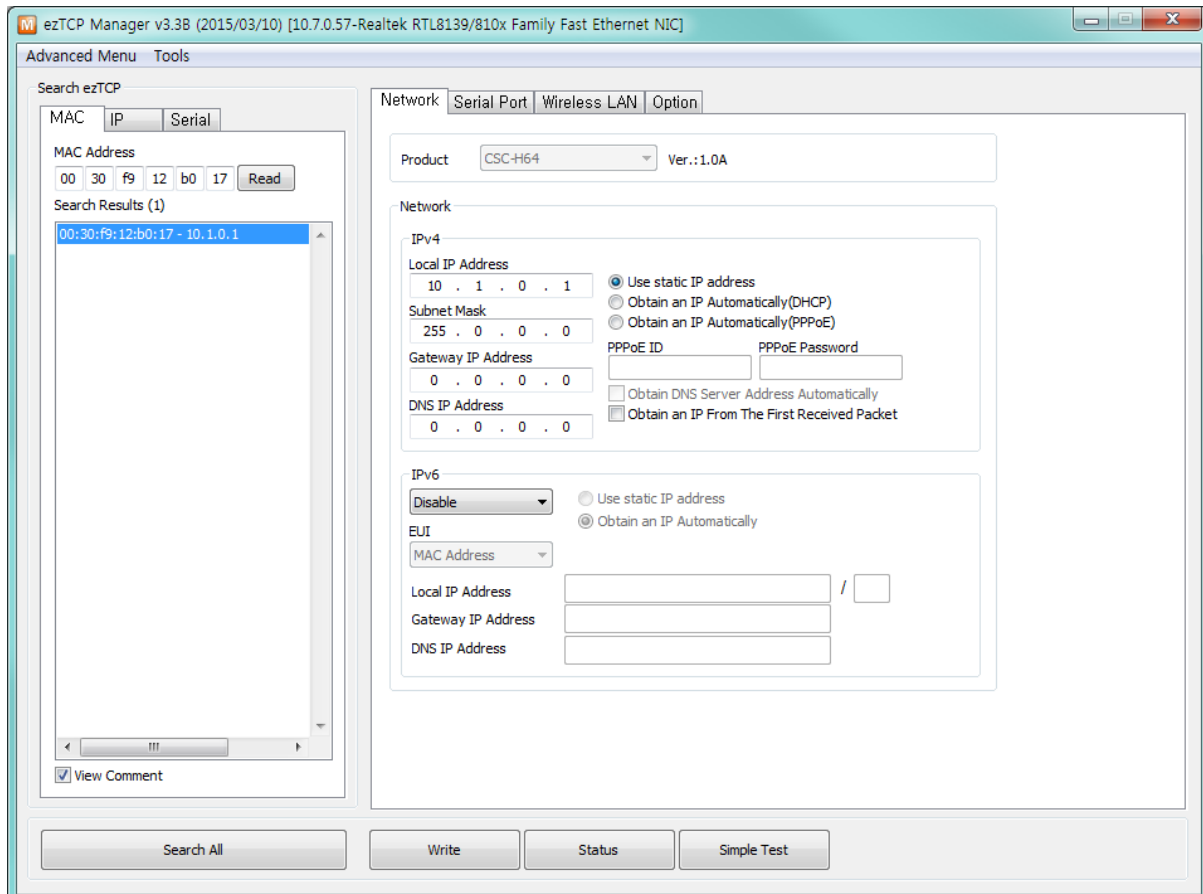 M ezTCP Manager v3.3B (2015/03/10) [10.7.0.57-Realtek RTL8139/810x Family Fast Ethernet NIC]
Advanced Menu Tools
Search ezTCP
MAC IP Serial
MAC Address
00 30 f9 12 b0 17 Read
Search Results (1)
00:30:f9:12:b0:17 - 10.1.0.1
View Comment
Network Serial Port Wireless LAN Option
Product CSC-H64 Ver.:1.0A
Network
IPv4
Local IP Address
10 . 1 . 0 . 1
Subnet Mask
255 . 0 . 0 . 0
Gateway IP Address
0 . 0 . 0 . 0
DNS IP Address
0 . 0 . 0 . 0
Use static IP address
Obtain an IP Automatically(DHCP)
Obtain an IP Automatically(PPPoE)
PPPoE ID PPPoE Password
Obtain DNS Server Address Automatically
Obtain an IP From The First Received Packet
IPv6
Disable
Use static IP address
Obtain an IP Automatically
EUI
MAC Address
Local IP Address /
Gateway IP Address
DNS IP Address
Search All Write Status Simple Test